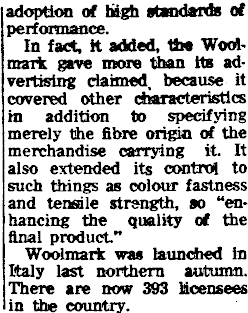 adoption of high standards of
performance.
In fact, it added, the Wool-
mark gave more than its ad-
vertising claimed, because it
covered other characteristics
in addition to specifying
merely the fibre origin of the
merchandise carrying it. It
also extended its control to
such things as colour fastness
and tensile strength, so "en-
hancing the quality of the
final product."
Woolmark was launched in
Italy last northern autumn.
There are now 393 licensees
in the country.